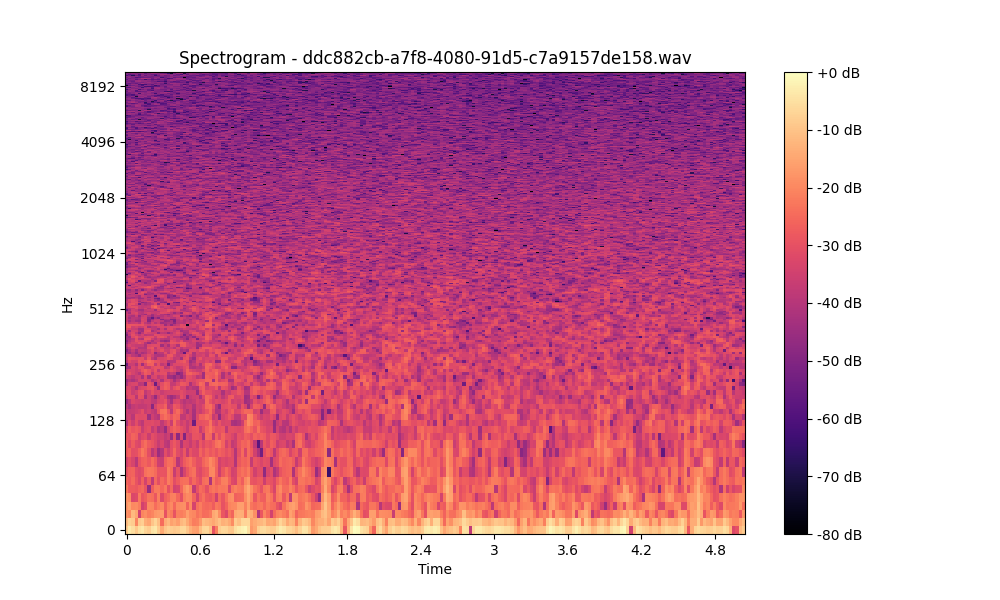 Spectrogram - ddc882cb-a7f8-4080-91d5-c7a9157de158.wav
8192
4096
2048
1024
512
256
128
64
0
Hz
0 0.6 1.2 1.8 2.4 3 3.6 4.2 4.8
Time
+0 dB
-10 dB
-20 dB
-30 dB
-40 dB
-50 dB
-60 dB
-70 dB
-80 dB